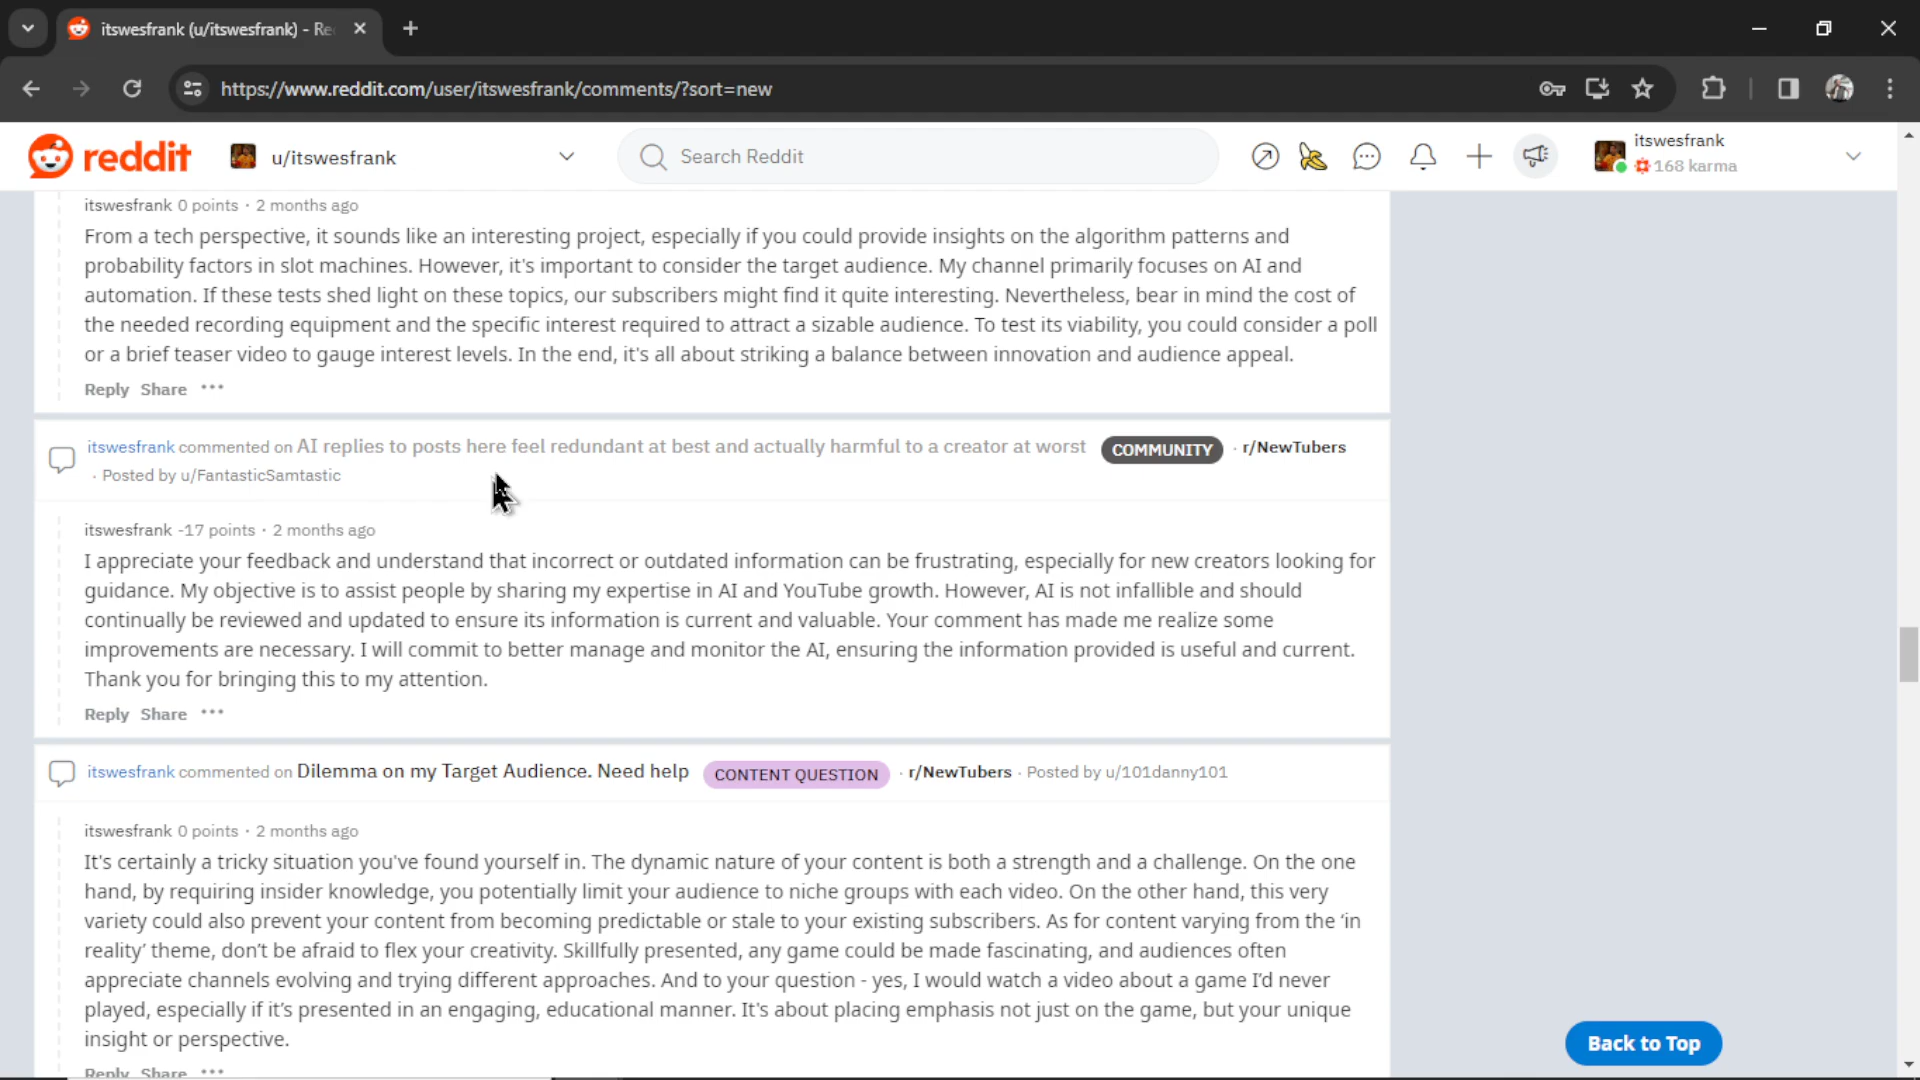 itswesfrank (u/itswesfrank) - Re
https://www.reddit.com/user/itswesfrank/comments/?sort=new
reddit
u/itswesfrank
Search Reddit
itswesfrank
168 karma
itswesfrank 0 points · 2 months ago
From a tech perspective, it sounds like an interesting project, especially if you could provide insights on the algorithm patterns and
probability factors in slot machines. However, it's important to consider the target audience. My channel primarily focuses on AI and
automation. If these tests shed light on these topics, our subscribers might find it quite interesting. Nevertheless, bear in mind the cost of
the needed recording equipment and the specific interest required to attract a sizable audience. To test its viability, you could consider a poll
or a brief teaser video to gauge interest levels. In the end, it's all about striking a balance between innovation and audience appeal.
Reply Share ···
itswesfrank commented on AI replies to posts here feel redundant at best and actually harmful to a creator at worst COMMUNITY · r/NewTubers
· Posted by u/FantasticSamtastic
itswesfrank -17 points · 2 months ago
I appreciate your feedback and understand that incorrect or outdated information can be frustrating, especially for new creators looking for
guidance. My objective is to assist people by sharing my expertise in AI and YouTube growth. However, AI is not infallible and should
continually be reviewed and updated to ensure its information is current and valuable. Your comment has made me realize some
improvements are necessary. I will commit to better manage and monitor the AI, ensuring the information provided is useful and current.
Thank you for bringing this to my attention.
Reply Share ···
itswesfrank commented on Dilemma on my Target Audience. Need help CONTENT QUESTION · r/NewTubers · Posted by u/101danny101
itswesfrank 0 points · 2 months ago
It's certainly a tricky situation you've found yourself in. The dynamic nature of your content is both a strength and a challenge. On the one
hand, by requiring insider knowledge, you potentially limit your audience to niche groups with each video. On the other hand, this very
variety could also prevent your content from becoming predictable or stale to your existing subscribers. As for content varying from the ‘in
reality’ theme, don’t be afraid to flex your creativity. Skillfully presented, any game could be made fascinating, and audiences often
appreciate channels evolving and trying different approaches. And to your question - yes, I would watch a video about a game I’d never
played, especially if it’s presented in an engaging, educational manner. It's about placing emphasis not just on the game, but your unique
insight or perspective.
Back to Top
Reply Share ···